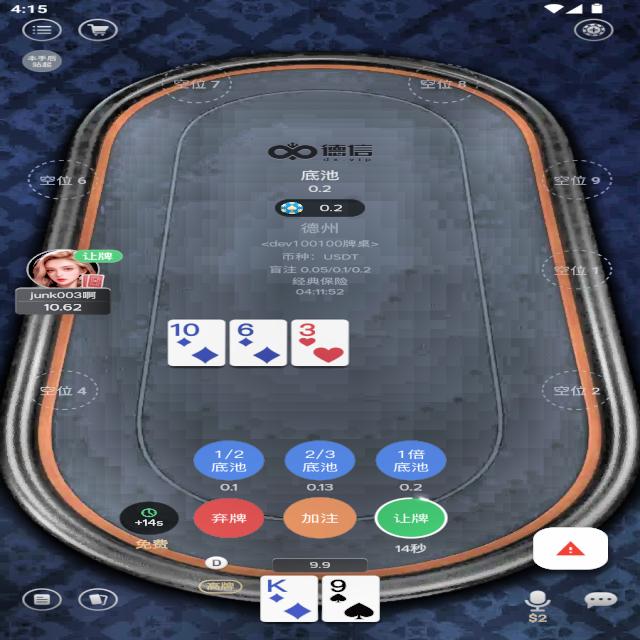 4:15
本手后
站起
空位 7
空位 8
德信
dx.vip
底池
0.2
0.2
空位 6
空位 9
德州
<dev100100牌桌>
币种：USDT
盲注 0.05/0.1/0.2
经典保险
04:11:52
让牌
junk003啊
10.62
空位 1
10
6
3
空位 4
空位 2
1/2
底池
2/3
底池
1倍
底池
0.1
0.13
0.2
+14s
弃牌
加注
让牌
免费
14秒
D
9.9
高牌
K
9
$2